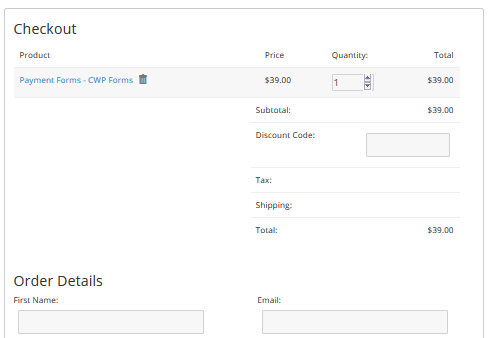 Checkout
Product Price Quantity: Total
Payment Forms - CWP Forms $39.00 1 $39.00
Subtotal: $39.00
Discount Code:
Tax:
Shipping:
Total: $39.00
Order Details
First Name: Email: